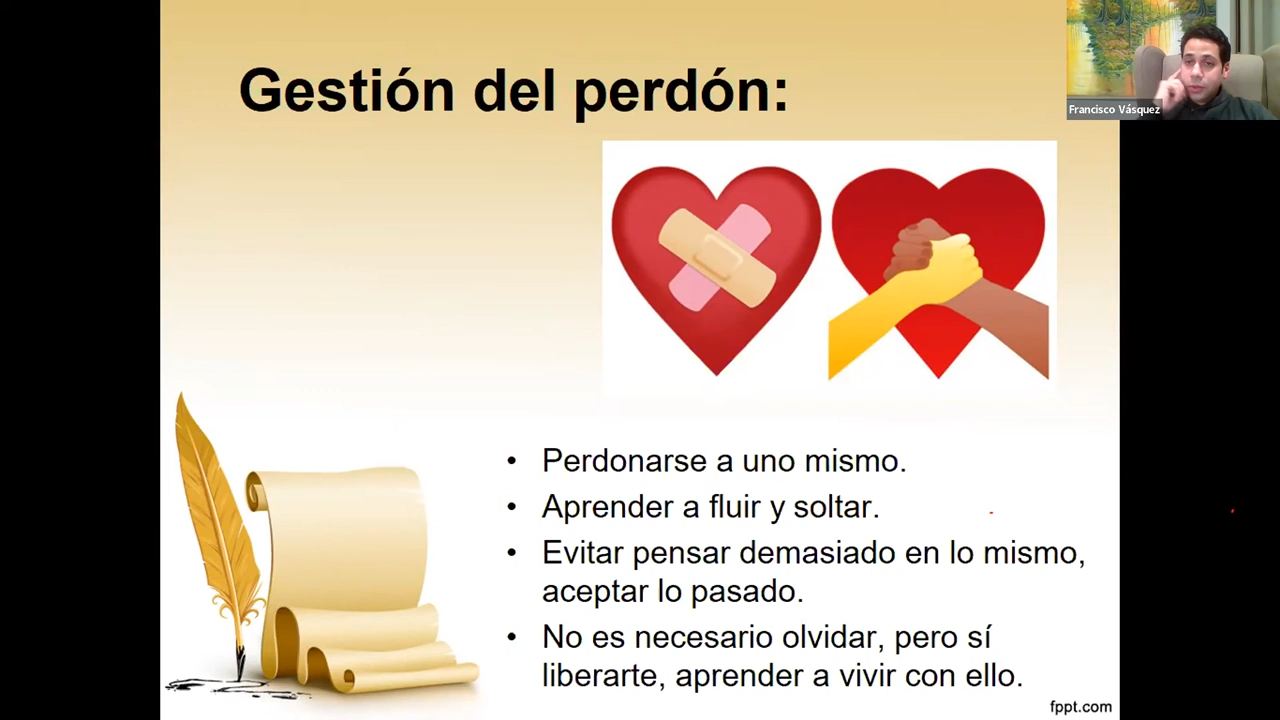 Gestión del perdón:
Francisco Vásquez
• Perdonarse a uno mismo.
• Aprender a fluir y soltar.
• Evitar pensar demasiado en lo mismo,
aceptar lo pasado.
• No es necesario olvidar, pero sí
liberarte, aprender a vivir con ello.
fppt.com